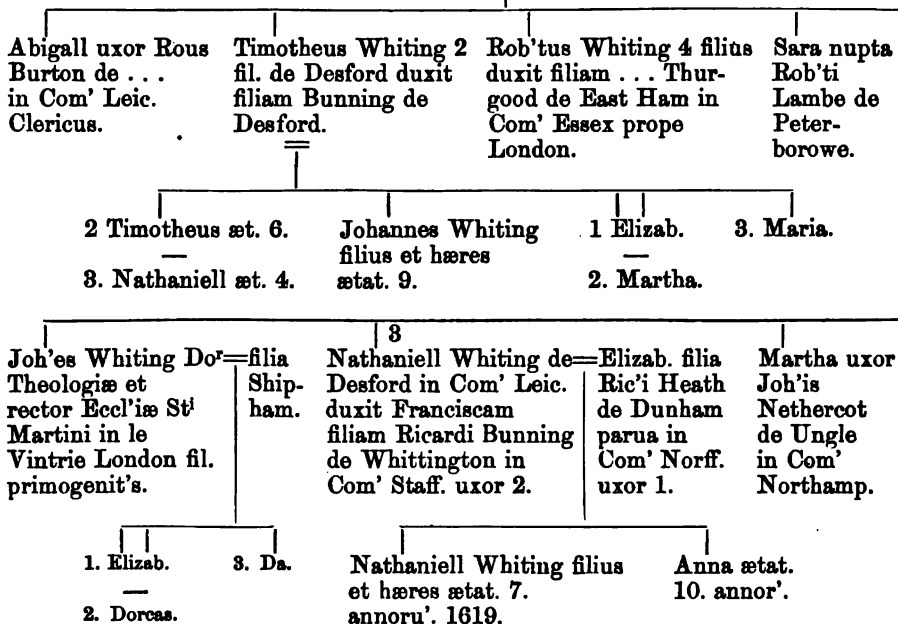 Abigall uxor Rous
Burton de . . .
in Com' Leic.
Clericus.
Timotheus Whiting 2
fil. de Desford duxit
filiam Bunning de
Desford.
Rob'tus Whiting 4 filius
duxit filiam . . . Thur-
good de East Ham in
Com' Essex prope
London.
Sara nupta
Rob'ti
Lambe de
Peter-
borowe.
2 Timotheus æt. 6.
—
3. Nathaniell æt. 4.
Johannes Whiting
filius et hæres
ætat. 9.
1 Elizab.
—
2. Martha.
3. Maria.
Joh'es Whiting Doʳ=filia
Theologiæ et
rector Eccl'iæ Stⁱ
Martini in le
Vintrie London fil.
primogenit's.
Ship-
ham.
3
Nathaniell Whiting de=
Desford in Com' Leic.
duxit Franciscam
filiam Ricardi Bunning
de Whittington in
Com' Staff. uxor 2.
Elizab. filia
Ric'i Heath
de Dunham
parua in
Com' Norff.
uxor 1.
Martha uxor
Joh'is
Nethercot
de Ungle
in Com'
Northamp.
1. Elizab.
—
2. Dorcas.
3. Da.
Nathaniell Whiting filius
et hæres ætat. 7.
annoru'. 1619.
Anna ætat.
10. annor'.